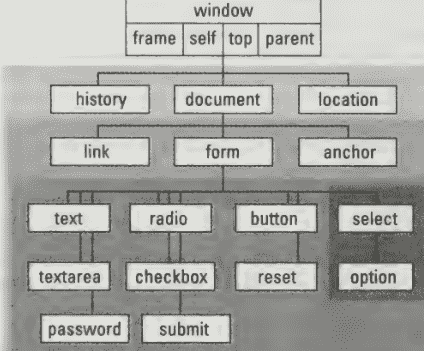 window
frame self top parent
history document location
link form anchor
text radio button select
textarea checkbox reset option
password submit